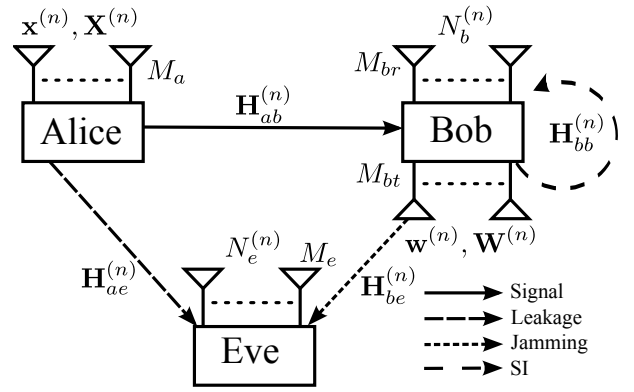 𝐱⁽ⁿ⁾, 𝐗⁽ⁿ⁾
M_a
Alice
𝐇_ab⁽ⁿ⁾
N_b⁽ⁿ⁾
M_br
Bob
𝐇_bb⁽ⁿ⁾
M_bt
𝐰⁽ⁿ⁾, 𝐖⁽ⁿ⁾
𝐇_ae⁽ⁿ⁾
N_e⁽ⁿ⁾
M_e
𝐇_be⁽ⁿ⁾
Eve
Signal
Leakage
Jamming
SI